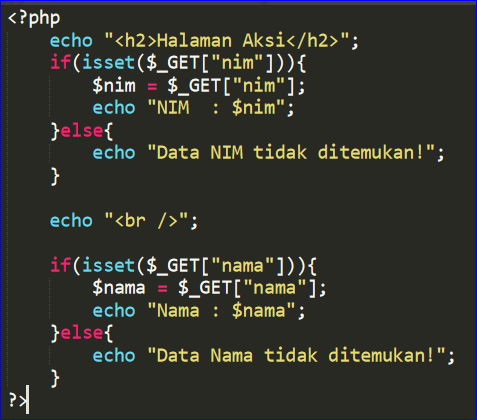 <?php
    echo "<h2>Halaman Aksi</h2>";
    if(isset($_GET["nim"])){
        $nim = $_GET["nim"];
        echo "NIM  : $nim";
    }else{
        echo "Data NIM tidak ditemukan!";
    }

    echo "<br />";

    if(isset($_GET["nama"])){
        $nama = $_GET["nama"];
        echo "Nama : $nama";
    }else{
        echo "Data Nama tidak ditemukan!";
    }
?>